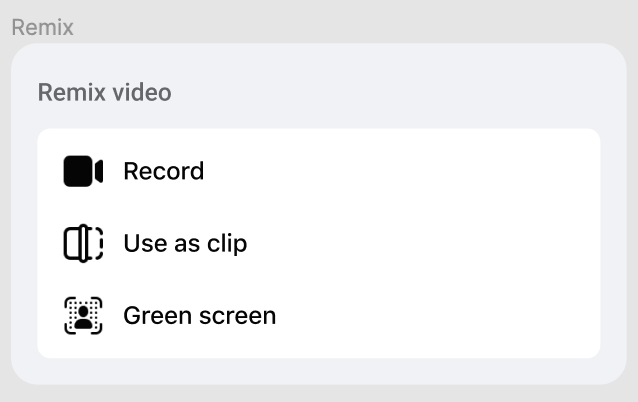 Remix
Remix video
Record
Use as clip
Green screen